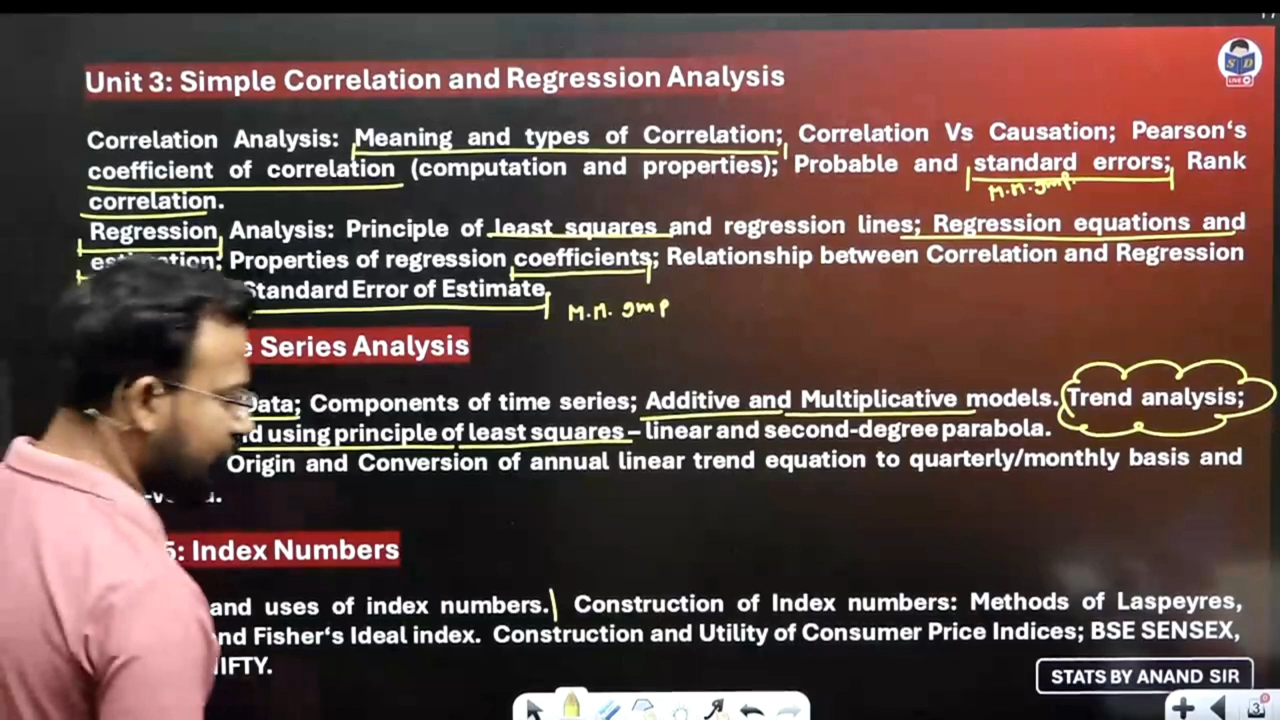 Unit 3: Simple Correlation and Regression Analysis
Correlation Analysis: Meaning and types of Correlation; Correlation Vs Causation; Pearson‘s
coefficient of correlation (computation and properties); Probable and standard errors; Rank
M.M. Imp.
correlation.
Regression Analysis: Principle of least squares and regression lines; Regression equations and
estimation; Properties of regression coefficients; Relationship between Correlation and Regression
Standard Error of Estimate.
M.M. Imp
Series Analysis
Data; Components of time series; Additive and Multiplicative models. Trend analysis;
using principle of least squares – linear and second-degree parabola.
Origin and Conversion of annual linear trend equation to quarterly/monthly basis and
5: Index Numbers
and uses of index numbers. Construction of Index numbers: Methods of Laspeyres,
Fisher‘s Ideal index. Construction and Utility of Consumer Price Indices; BSE SENSEX,
NIFTY.
STATS BY ANAND SIR
S D
LIVE
3